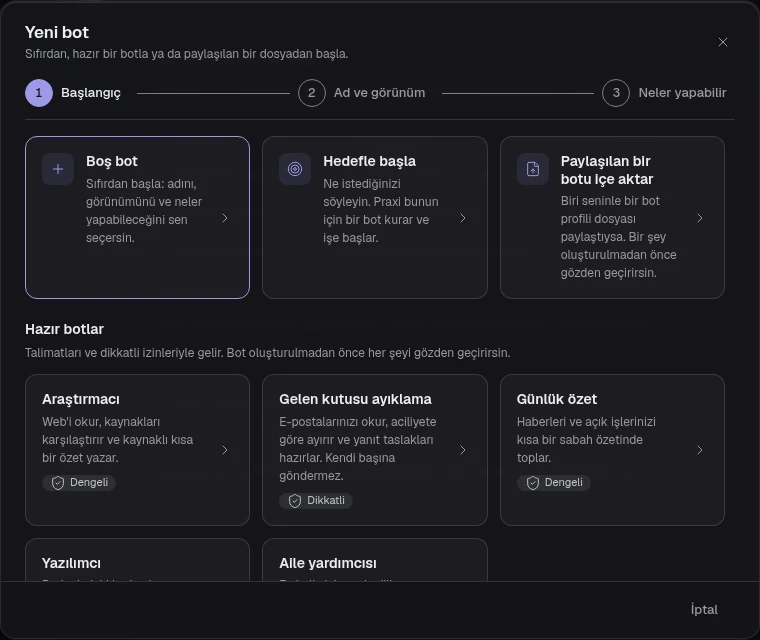 Yeni bot
Sıfırdan, hazır bir botla ya da paylaşılan bir dosyadan başla.
1 Başlangıç
2 Ad ve görünüm
3 Neler yapabilir
Boş bot
Sıfırdan başla: adını,
görünümünü ve neler
yapabileceğini sen
seçersin.
Hedefle başla
Ne istediğinizi
söyleyin. Praxi bunun
için bir bot kurar ve
işe başlar.
Paylaşılan bir
botu içe aktar
Biri seninle bir bot
profili dosyası
paylaştıysa. Bir şey
oluşturulmadan önce
gözden geçirirsin.
Hazır botlar
Talimatları ve dikkatli izinleriyle gelir. Bot oluşturulmadan önce her şeyi gözden geçirirsin.
Araştırmacı
Web'i okur, kaynakları
karşılaştırır ve kaynaklı kısa
bir özet yazar.
Dengeli
Gelen kutusu ayıklama
E-postalarınızı okur, aciliyete
göre ayırır ve yanıt taslakları
hazırlar. Kendi başına
göndermez.
Dikkatli
Günlük özet
Haberleri ve açık işlerinizi
kısa bir sabah özetinde
toplar.
Dengeli
Yazılımcı
Aile yardımcısı
İptal